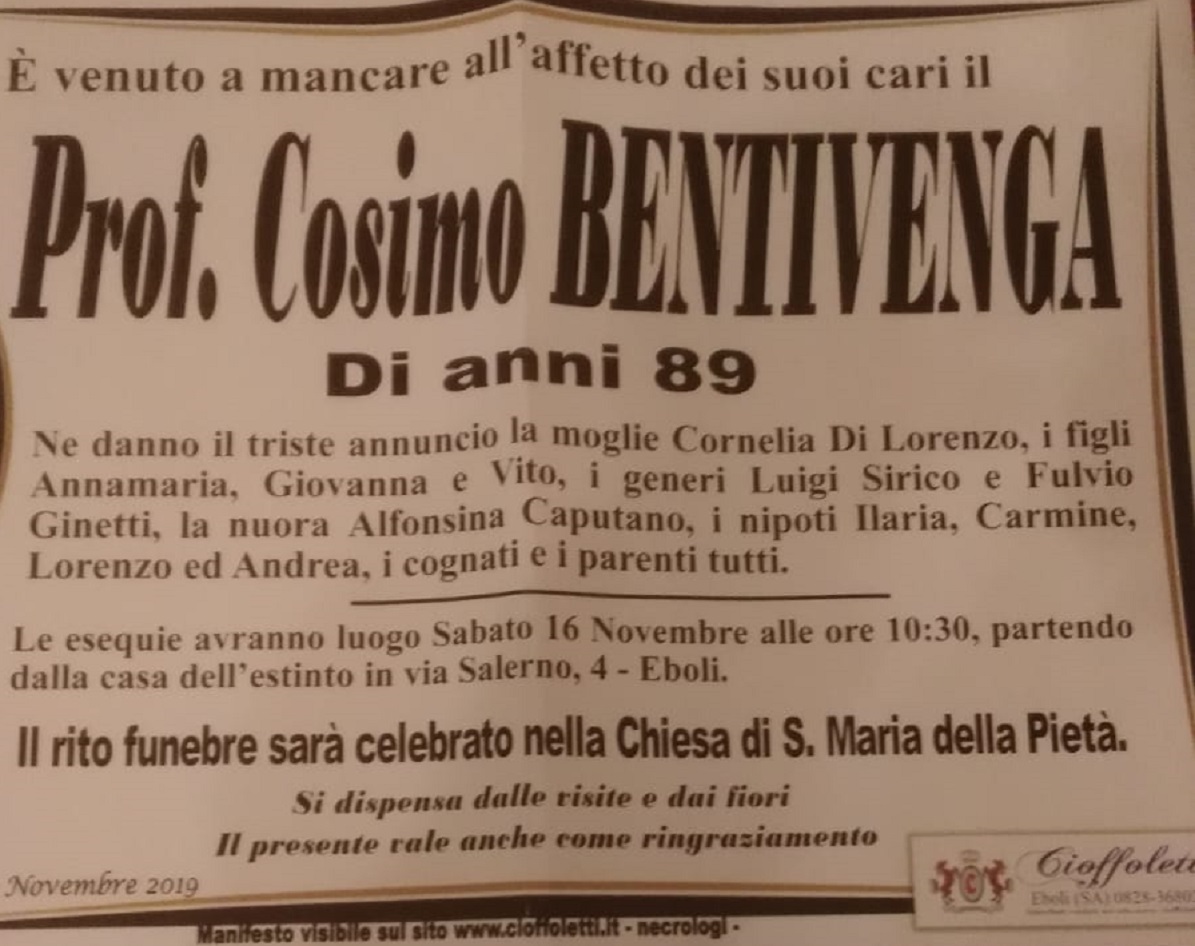 È venuto a mancare all'affetto dei suoi cari il
Prof. Cosimo BENTIVENGA
Di anni 89
Ne danno il triste annuncio la moglie Cornelia Di Lorenzo, i figli
Annamaria, Giovanna e Vito, i generi Luigi Sirico e Fulvio
Ginetti, la nuora Alfonsina Caputano, i nipoti Ilaria, Carmine,
Lorenzo ed Andrea, i cognati e i parenti tutti.
Le esequie avranno luogo Sabato 16 Novembre alle ore 10:30, partendo
dalla casa dell'estinto in via Salerno, 4 - Eboli.
Il rito funebre sarà celebrato nella Chiesa di S. Maria della Pietà.
Si dispensa dalle visite e dai fiori
Il presente vale anche come ringraziamento
Novembre 2019
Cioffolet
Eboli (SA)
Manifesto visibile sul sito www.cioffoletti.it - necrologi -